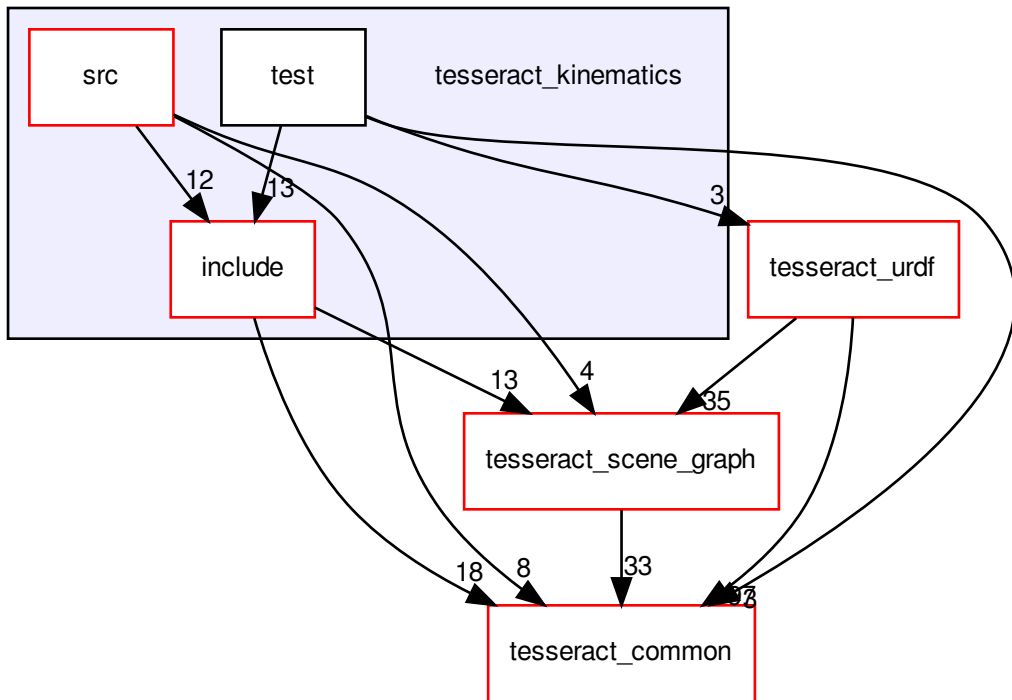 src
test
tesseract_kinematics
12
13
3
include
tesseract_urdf
13
4
35
tesseract_scene_graph
18
8
33
tesseract_common